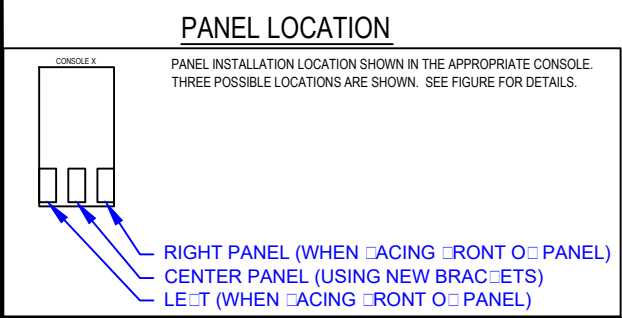 PANEL LOCATION
CONSOLE X
PANEL INSTALLATION LOCATION SHOWN IN THE APPROPRIATE CONSOLE.
THREE POSSIBLE LOCATIONS ARE SHOWN. SEE FIGURE FOR DETAILS.
RIGHT PANEL (WHEN □ACING □RONT O□ PANEL)
CENTER PANEL (USING NEW BRAC□ETS)
LE□T (WHEN □ACING □RONT O□ PANEL)